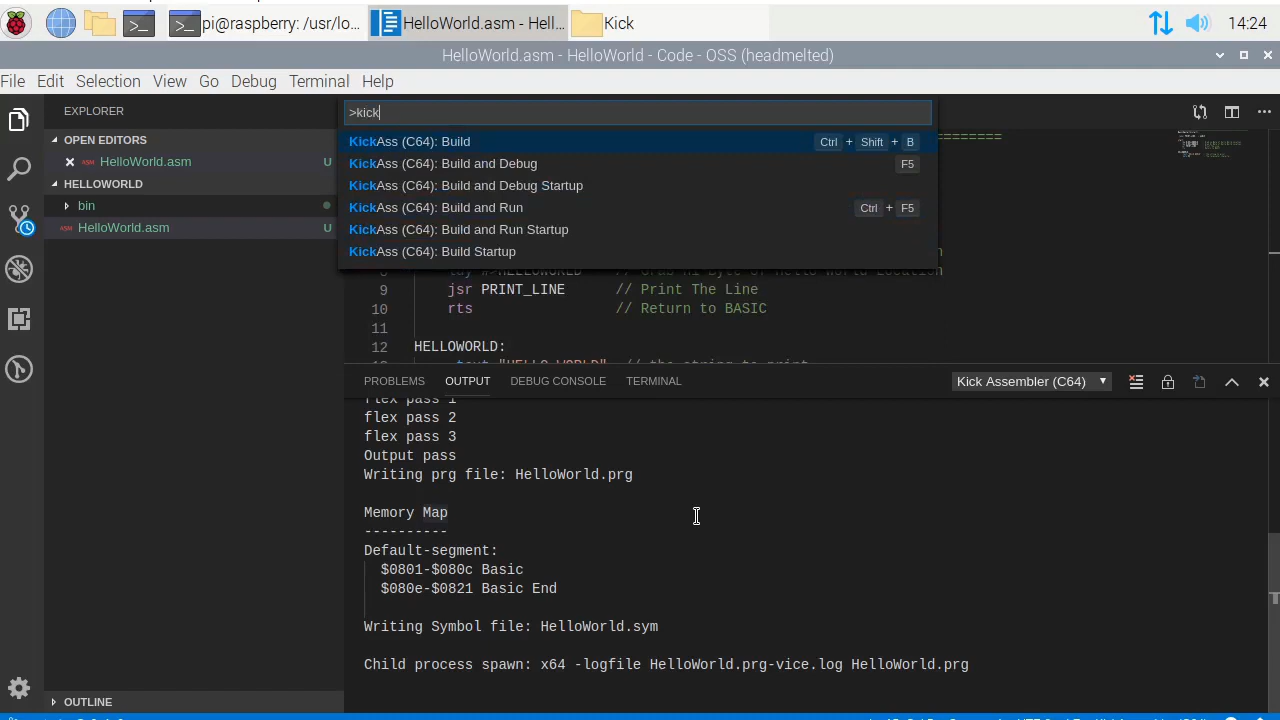 pi@raspberry: /usr/lo... HelloWorld.asm - Hell... Kick 14:24
HelloWorld.asm - HelloWorld - Code - OSS (headmelted)
File Edit Selection View Go Debug Terminal Help
EXPLORER
OPEN EDITORS
HelloWorld.asm U
HELLOWORLD
bin
HelloWorld.asm U
OUTLINE
>kick
KickAss (C64): Build Ctrl + Shift + B
KickAss (C64): Build and Debug F5
KickAss (C64): Build and Debug Startup
KickAss (C64): Build and Run Ctrl + F5
KickAss (C64): Build and Run Startup
KickAss (C64): Build Startup
9 jsr PRINT_LINE // Print The Line
10 rts // Return to BASIC
11
12 HELLOWORLD:
PROBLEMS OUTPUT DEBUG CONSOLE TERMINAL Kick Assembler (C64)
flex pass 1
flex pass 2
flex pass 3
Output pass
Writing prg file: HelloWorld.prg
Memory Map
----------
Default-segment:
$0801-$080c Basic
$080e-$0821 Basic End
Writing Symbol file: HelloWorld.sym
Child process spawn: x64 -logfile HelloWorld.prg-vice.log HelloWorld.prg